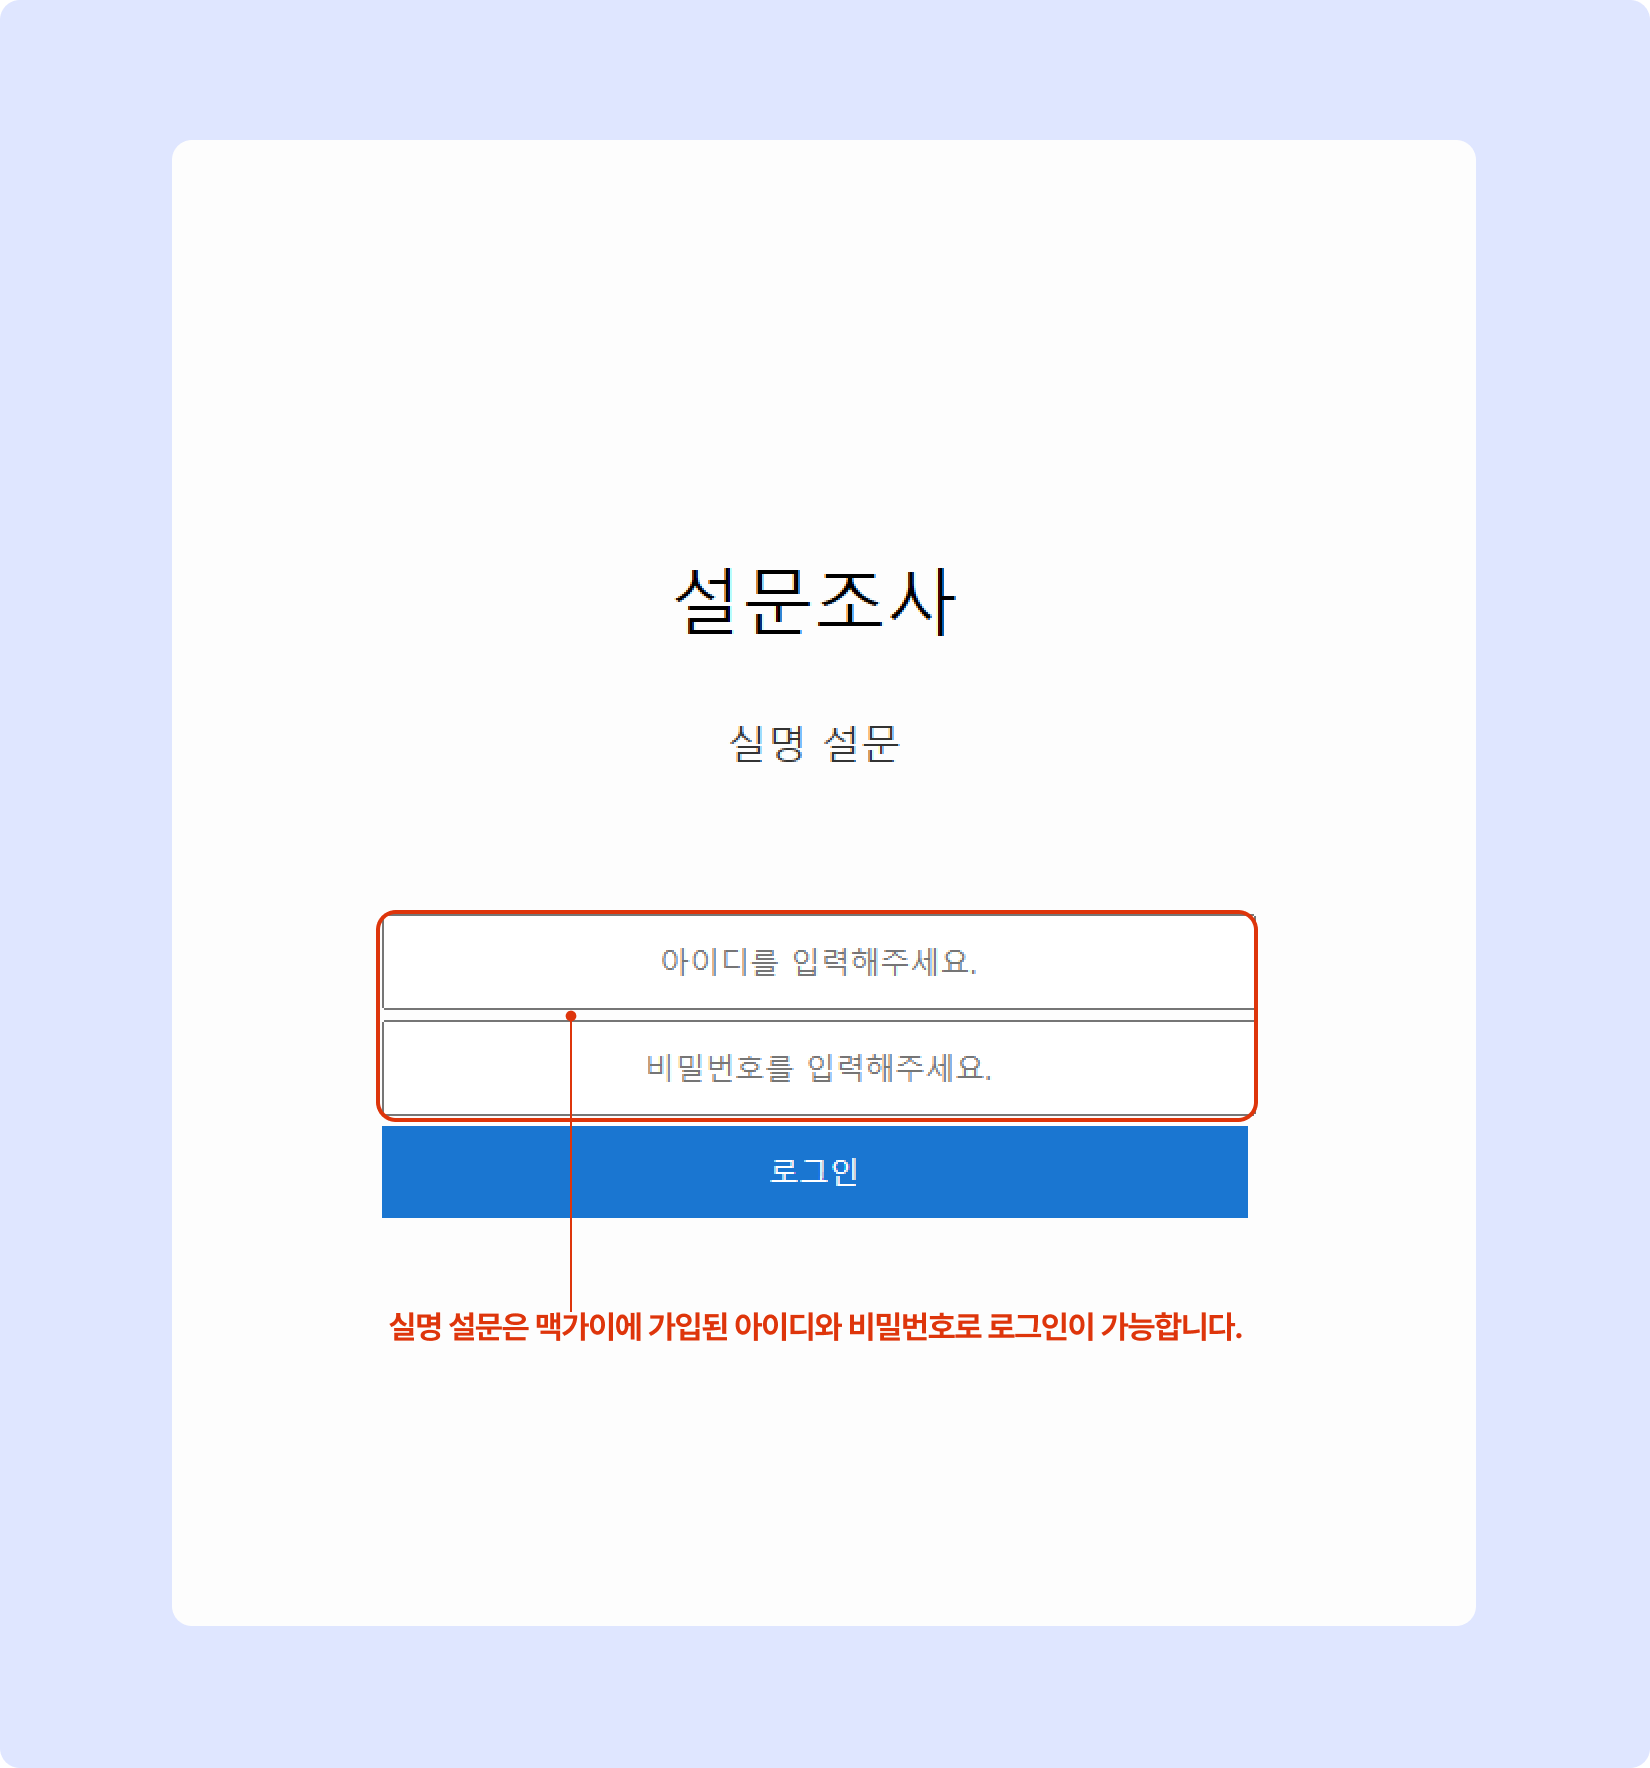 설문조사
실명 설문
아이디를 입력해주세요.
비밀번호를 입력해주세요.
로그인
실명 설문은 맥가이에 가입된 아이디와 비밀번호로 로그인이 가능합니다.